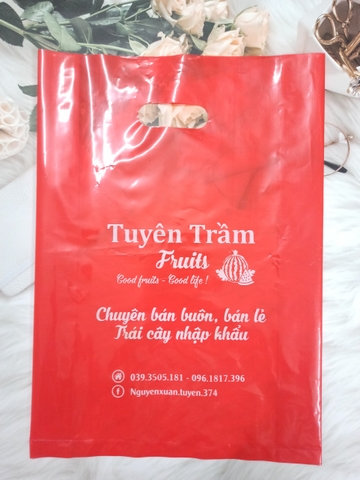 Tuyên Trầm
Fruits
Good fruits - Good life !
Chuyên bán buôn, bán lẻ
Trái cây nhập khẩu
039.3505.181 - 096.1817.396
Nguyenxuan.tuyen.374